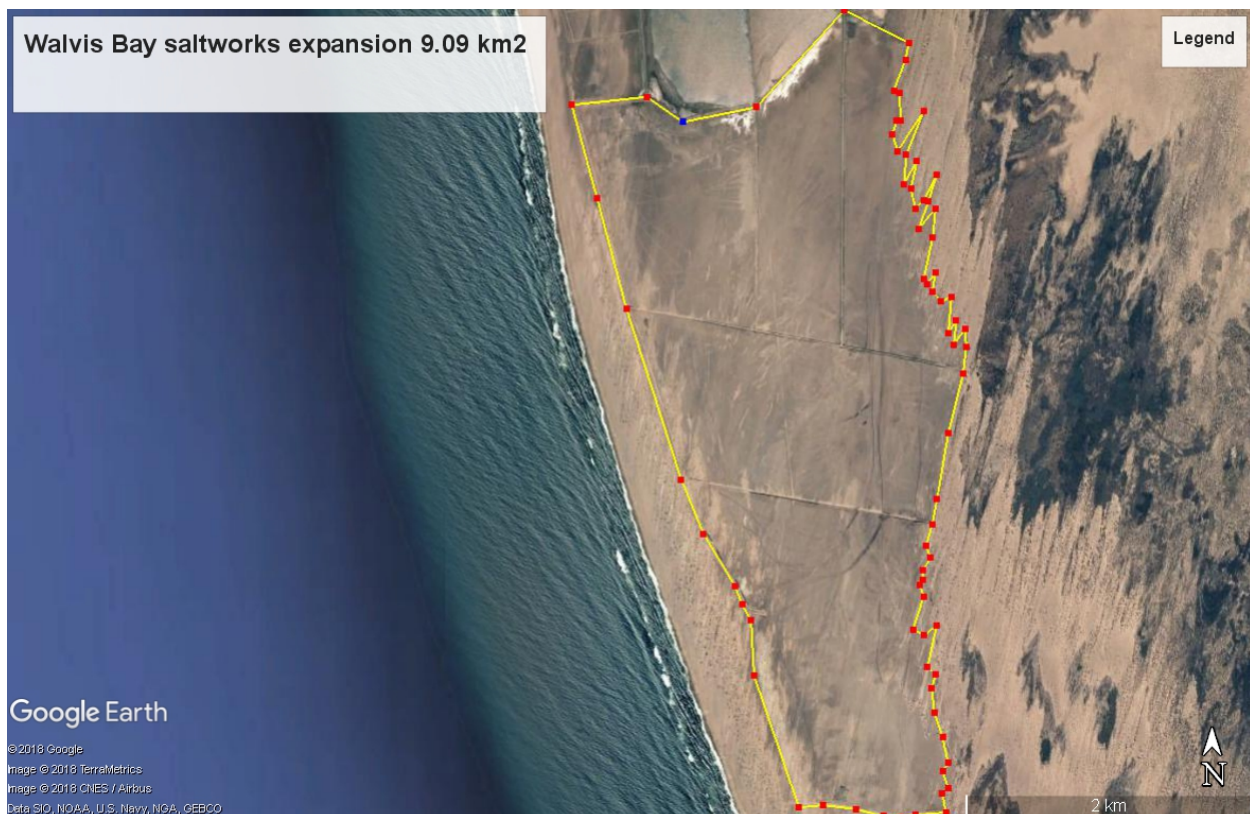 Walvis Bay saltworks expansion 9.09 km2
Legend
Google Earth
© 2018 Google
Image © 2018 TerraMetrics
Image © 2018 CNES / Airbus
Data SIO, NOAA, U.S. Navy, NGA, GEBCO
N
2 km